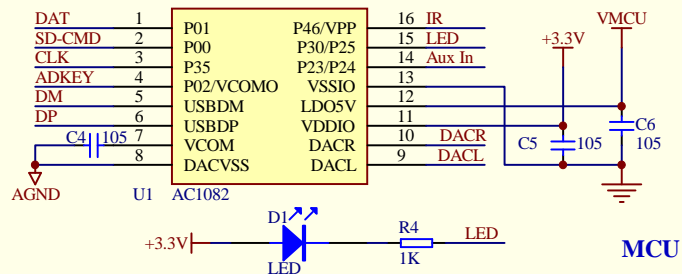 DAT 1 P01 P46/VPP 16 IR VMCU
SD-CMD 2 P00 P30/P25 15 LED +3.3V
CLK 3 P35 P23/P24 14 Aux In
ADKEY 4 P02/VCOMO VSSIO 13
DM 5 USBDM LDO5V 12
DP 6 USBDP VDDIO 11 C6
C4 105 7 VCOM DACR 10 DACR C5 105 105
8 DACVSS DACL 9 DACL
AGND U1 AC1082
D1 R4
+3.3V LED MCU
LED 1K